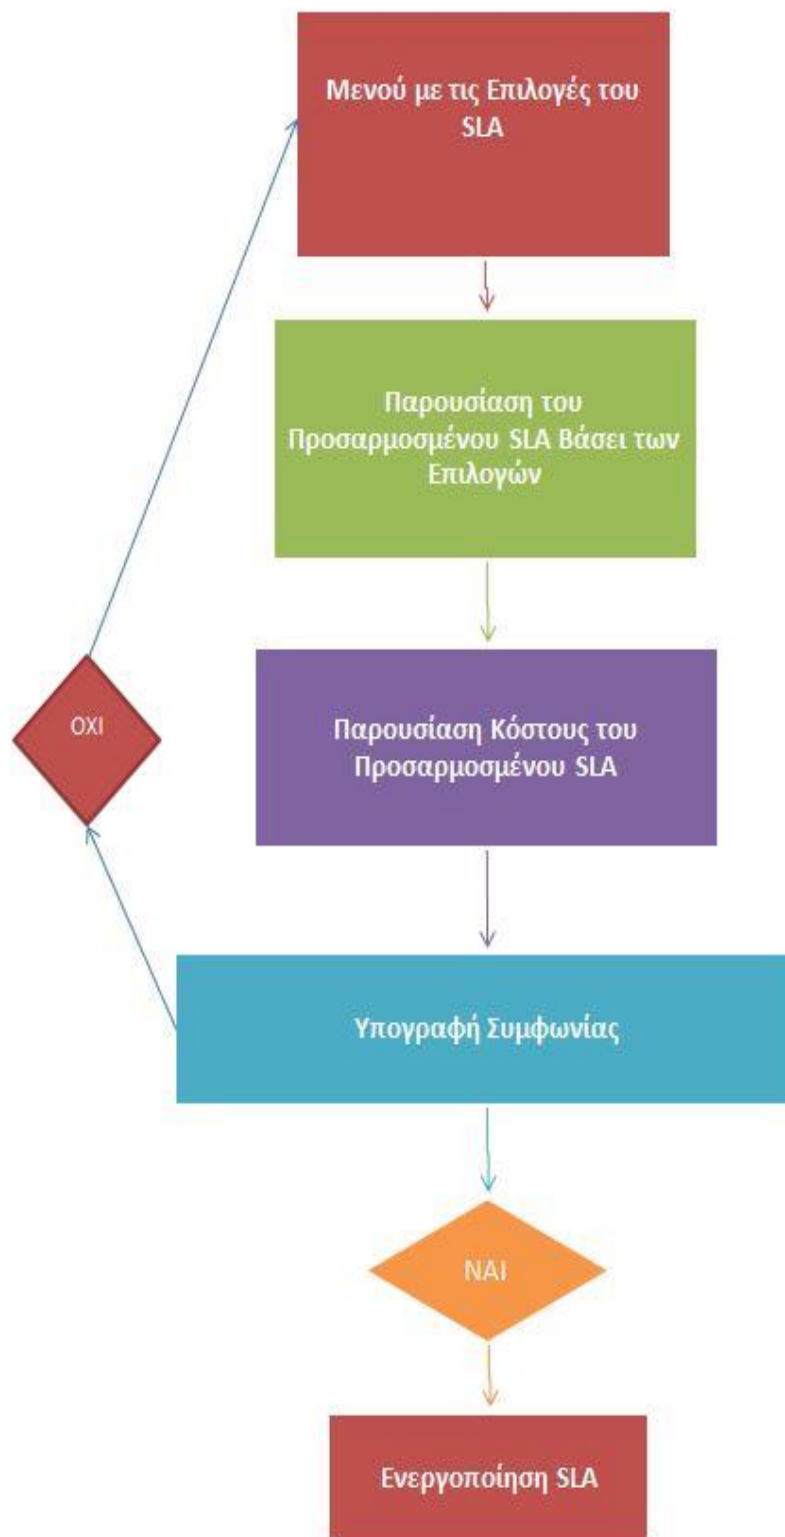 Μενού με τις Επιλογές του
SLA
Παρουσίαση του
Προσαρμοσμένου SLA Βάσει των
Επιλογών
ΟΧΙ
Παρουσίαση Κόστους του
Προσαρμοσμένου SLA
Υπογραφή Συμφωνίας
ΝΑΙ
Ενεργοποίηση SLA